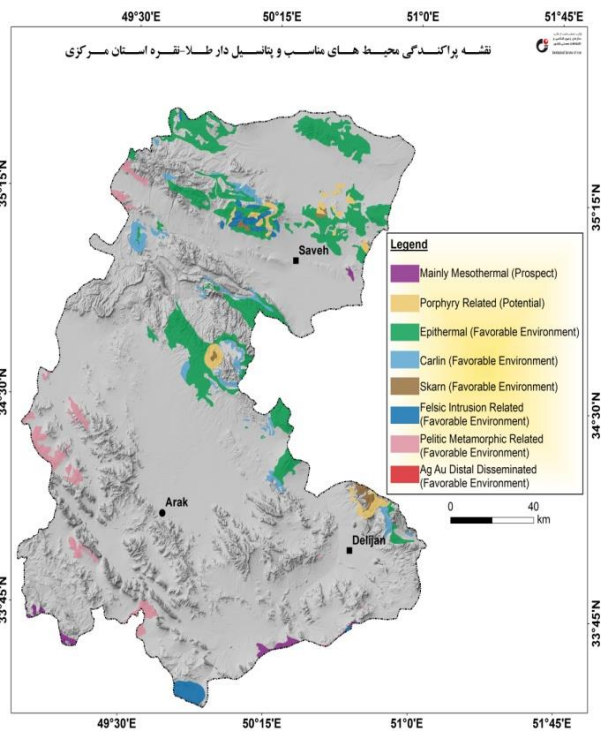 49°30'E 50°15'E 51°0'E 51°45'E
نقشه پراکندگی محیط های مناسب و پتانسیل دار طلا-نقره استان مرکزی
35°15'N 35°15'N
Saveh
Legend
Mainly Mesothermal (Prospect)
Porphyry Related (Potential)
Epithermal (Favorable Environment)
Carlin (Favorable Environment)
Skarn (Favorable Environment)
Felsic Intrusion Related
(Favorable Environment)
Pelitic Metamorphic Related
(Favorable Environment)
Ag Au Distal Disseminated
(Favorable Environment)
34°30'N 34°30'N
0 40
km
Arak
Delijan
33°45'N 33°45'N
49°30'E 50°15'E 51°0'E 51°45'E